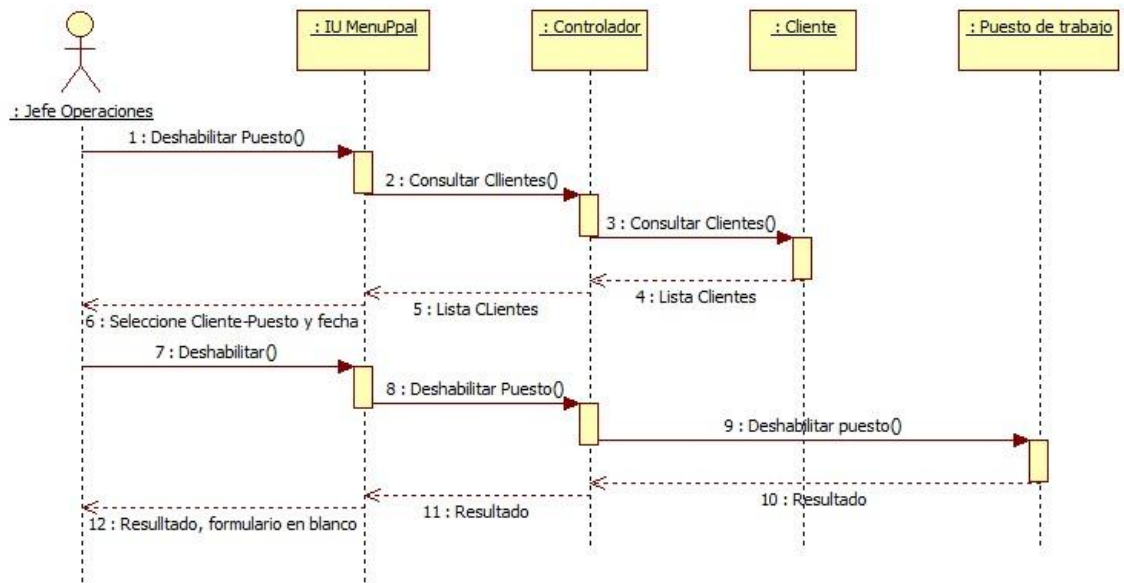 : IU MenuPpal
: Controlador
: Cliente
: Puesto de trabajo
: Jefe Operaciones
1 : Deshabilitar Puesto()
2 : Consultar Cllientes()
3 : Consultar Clientes()
4 : Lista Clientes
5 : Lista CLientes
6 : Seleccione Cliente-Puesto y fecha
7 : Deshabilitar()
8 : Deshabilitar Puesto()
9 : Deshabilitar puesto()
10 : Resultado
11 : Resultado
12 : Resulltado, formulario en blanco